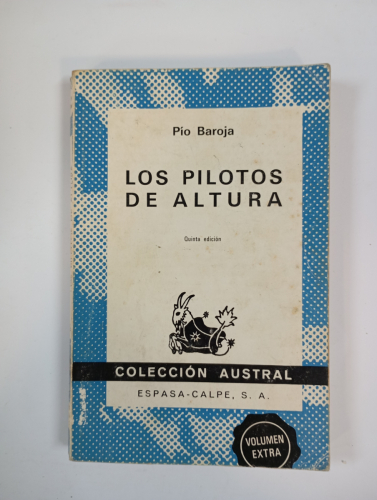 Pío Baroja
LOS PILOTOS
DE ALTURA
Quinta edición
COLECCIÓN AUSTRAL
ESPASA-CALPE, S. A.
VOLUMEN
EXTRA